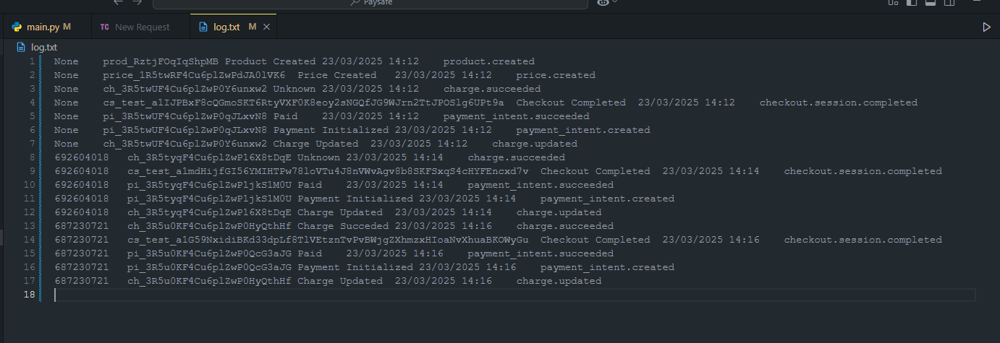 Paysafe
main.py M
TC New Request
log.txt M
log.txt
1 None prod_RztjFOqIqShpMB Product Created 23/03/2025 14:12 product.created
2 None price_1R5twRF4Cu6plZwPdJA0lVK6 Price Created 23/03/2025 14:12 price.created
3 None ch_3R5twUF4Cu6plZwP0Y6unxw2 Unknown 23/03/2025 14:12 charge.succeeded
4 None cs_test_a1IJPBxF8cQGmoSKT6RtyVXF0K8eoy2sNGQfJG9WJrn2TtJPOSlg6UPt9a Checkout Completed 23/03/2025 14:12 checkout.session.completed
5 None pi_3R5twUF4Cu6plZwP0qJLxvN8 Paid 23/03/2025 14:12 payment_intent.succeeded
6 None pi_3R5twUF4Cu6plZwP0qJLxvN8 Payment Initialized 23/03/2025 14:12 payment_intent.created
7 None ch_3R5twUF4Cu6plZwP0Y6unxw2 Charge Updated 23/03/2025 14:12 charge.updated
8 692604018 ch_3R5tyqF4Cu6plZwP16X8tDqE Unknown 23/03/2025 14:14 charge.succeeded
9 692604018 cs_test_a1mdHijfGI56YMIHTPw78loVTu4J8nVWvAgv8b8SKFSxqS4cHYFEncxd7v Checkout Completed 23/03/2025 14:14 checkout.session.completed
10 692604018 pi_3R5tyqF4Cu6plZwP1jkS1M0U Paid 23/03/2025 14:14 payment_intent.succeeded
11 692604018 pi_3R5tyqF4Cu6plZwP1jkS1M0U Payment Initialized 23/03/2025 14:14 payment_intent.created
12 692604018 ch_3R5tyqF4Cu6plZwP16X8tDqE Charge Updated 23/03/2025 14:14 charge.updated
13 687230721 ch_3R5u0KF4Cu6plZwP0HyQthHf Charge Succeded 23/03/2025 14:16 charge.succeeded
14 687230721 cs_test_a1G59NxidiBKd33dpLf8TlVEtznTvPvBWjgZXhmzxHIoaNvXhuaBKOWyGu Checkout Completed 23/03/2025 14:16 checkout.session.completed
15 687230721 pi_3R5u0KF4Cu6plZwP0QcG3aJG Paid 23/03/2025 14:16 payment_intent.succeeded
16 687230721 pi_3R5u0KF4Cu6plZwP0QcG3aJG Payment Initialized 23/03/2025 14:16 payment_intent.created
17 687230721 ch_3R5u0KF4Cu6plZwP0HyQthHf Charge Updated 23/03/2025 14:16 charge.updated
18